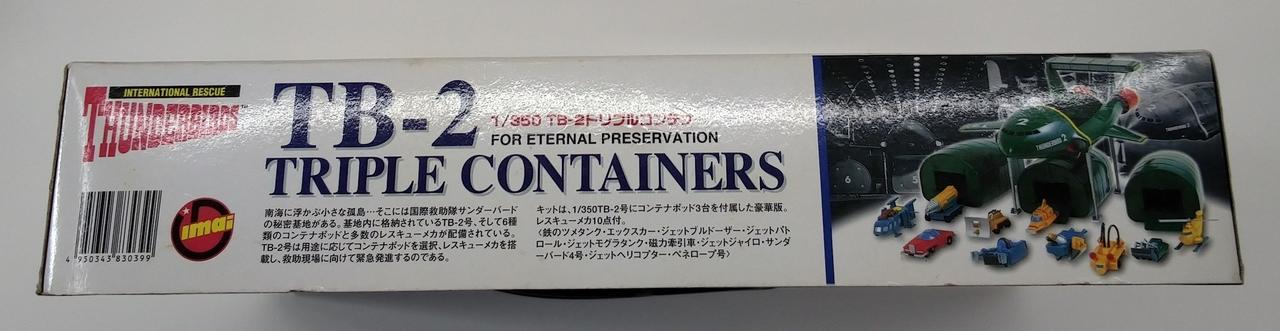 INTERNATIONAL RESCUE
THUNDERBIRDS
TB-2
1/350 TB-2トリプルコンテナ
FOR ETERNAL PRESERVATION
TRIPLE CONTAINERS
imai
4 950343 830399
南海に浮かぶ小さな孤島…そこには国際救助隊サンダーバード
の秘密基地がある。基地内に格納されているTB-2号、そして6種
類のコンテナポッドと多数のレスキューメカが配備されている。
TB-2号は用途に応じてコンテナポッドを選択、レスキューメカを搭
載し、救助現場に向けて緊急発進するのである。
キットは、1/350TB-2号にコンテナポッド3台を付属した豪華版。
レスキューメカ10点付。
〈鉄のツメタンク・エックスカー・ジェットブルドーザー・ジェットパト
ロール・ジェットモグラタンク・磁力牽引車・ジェットジャイロ・サンダ
ーバード4号・ジェットヘリコプター・ペネロープ号〉
2
2
THUNDERBIRD 2
6
5
THUNDERBIRD 2